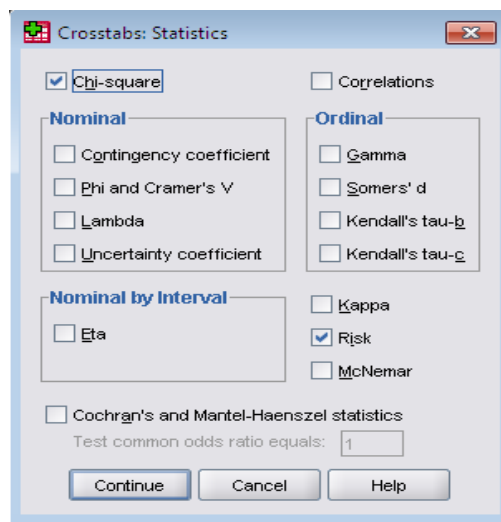 Crosstabs: Statistics
Chi-square
Correlations
Nominal
Contingency coefficient
Phi and Cramer's V
Lambda
Uncertainty coefficient
Ordinal
Gamma
Somers' d
Kendall's tau-b
Kendall's tau-c
Nominal by Interval
Eta
Kappa
Risk
McNemar
Cochran's and Mantel-Haenszel statistics
Test common odds ratio equals: 1
Continue Cancel Help